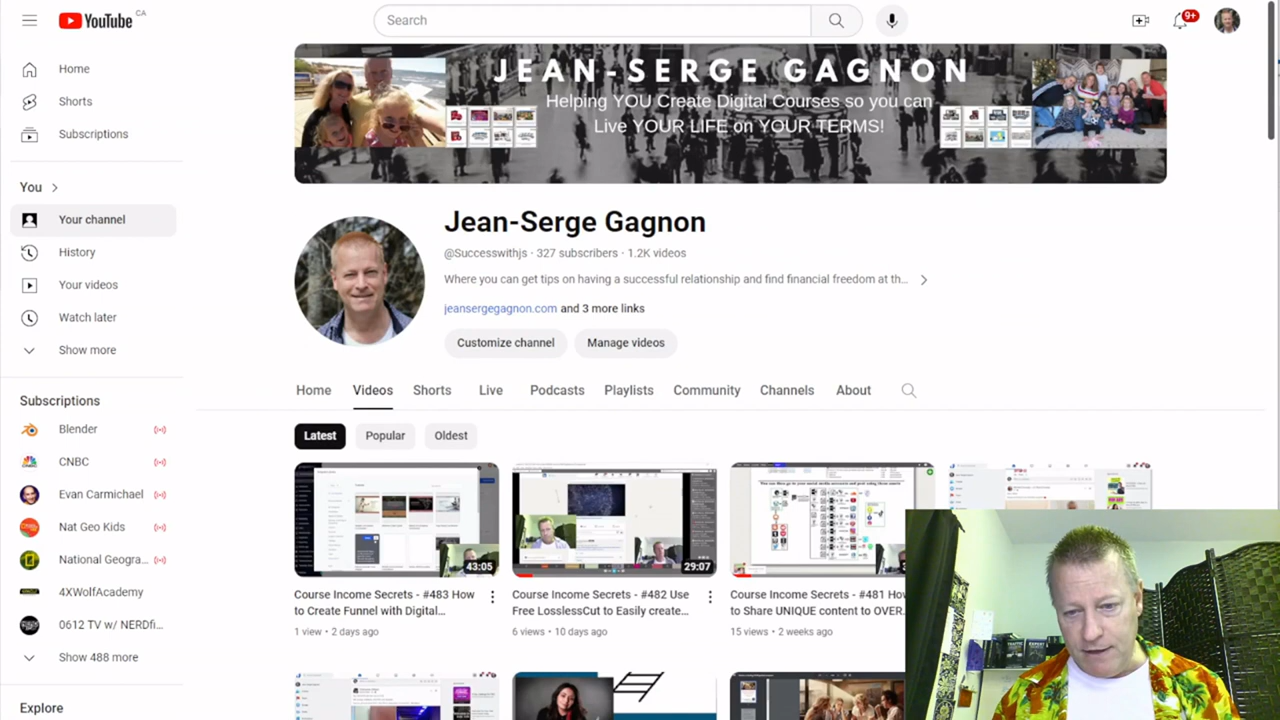 YouTube CA
Search
9+
Home
Shorts
Subscriptions
You
Your channel
History
Your videos
Watch later
Show more
Subscriptions
Blender
CNBC
Evan Carmichael
Nat Geo Kids
National Geogra...
4XWolfAcademy
0612 TV w/ NERDfi...
Show 488 more
Explore
JEAN-SERGE GAGNON
Helping YOU Create Digital Courses so you can
Live YOUR LIFE on YOUR TERMS!
Jean-Serge Gagnon
@Successwithjs · 327 subscribers · 1.2K videos
Where you can get tips on having a successful relationship and find financial freedom at th...
jeansergegagnon.com and 3 more links
Customize channel
Manage videos
Home Videos Shorts Live Podcasts Playlists Community Channels About
Latest Popular Oldest
43:05
Course Income Secrets - #483 How
to Create Funnel with Digital...
1 view • 2 days ago
29:07
Course Income Secrets - #482 Use
Free LosslessCut to Easily create...
6 views • 10 days ago
Course Income Secrets - #481 How
to Share UNIQUE content to OVER
15 views • 2 weeks ago